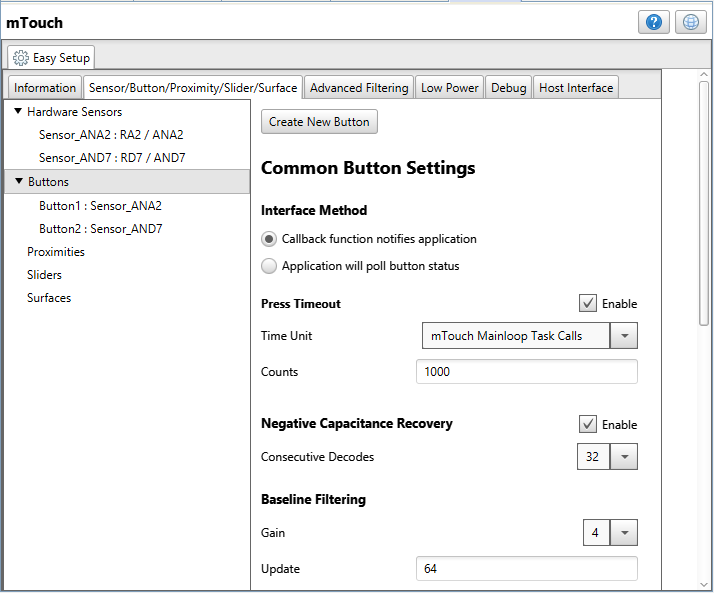 mTouch
?
Easy Setup
Information Sensor/Button/Proximity/Slider/Surface Advanced Filtering Low Power Debug Host Interface
Hardware Sensors
Sensor_ANA2 : RA2 / ANA2
Sensor_AND7 : RD7 / AND7
Buttons
Button1 : Sensor_ANA2
Button2 : Sensor_AND7
Proximities
Sliders
Surfaces
Create New Button
Common Button Settings
Interface Method
Callback function notifies application
Application will poll button status
Press Timeout Enable
Time Unit mTouch Mainloop Task Calls
Counts 1000
Negative Capacitance Recovery Enable
Consecutive Decodes 32
Baseline Filtering
Gain 4
Update 64